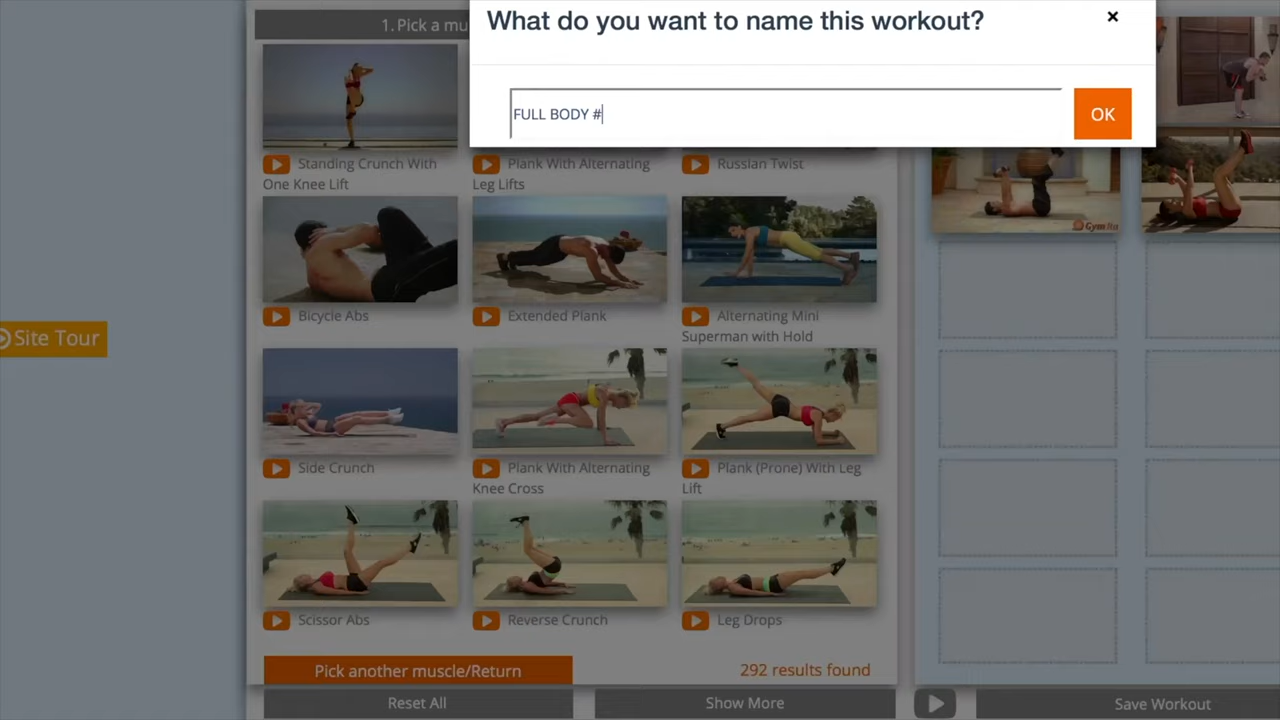 1. Pick a mu
What do you want to name this workout?
FULL BODY #
OK
Standing Crunch With
One Knee Lift
Plank With Alternating
Leg Lifts
Russian Twist
GymRa
Site Tour
Bicycle Abs
Extended Plank
Alternating Mini
Superman with Hold
Side Crunch
Plank With Alternating
Knee Cross
Plank (Prone) With Leg
Lift
Scissor Abs
Reverse Crunch
Leg Drops
Pick another muscle/Return
292 results found
Reset All
Show More
Save Workout